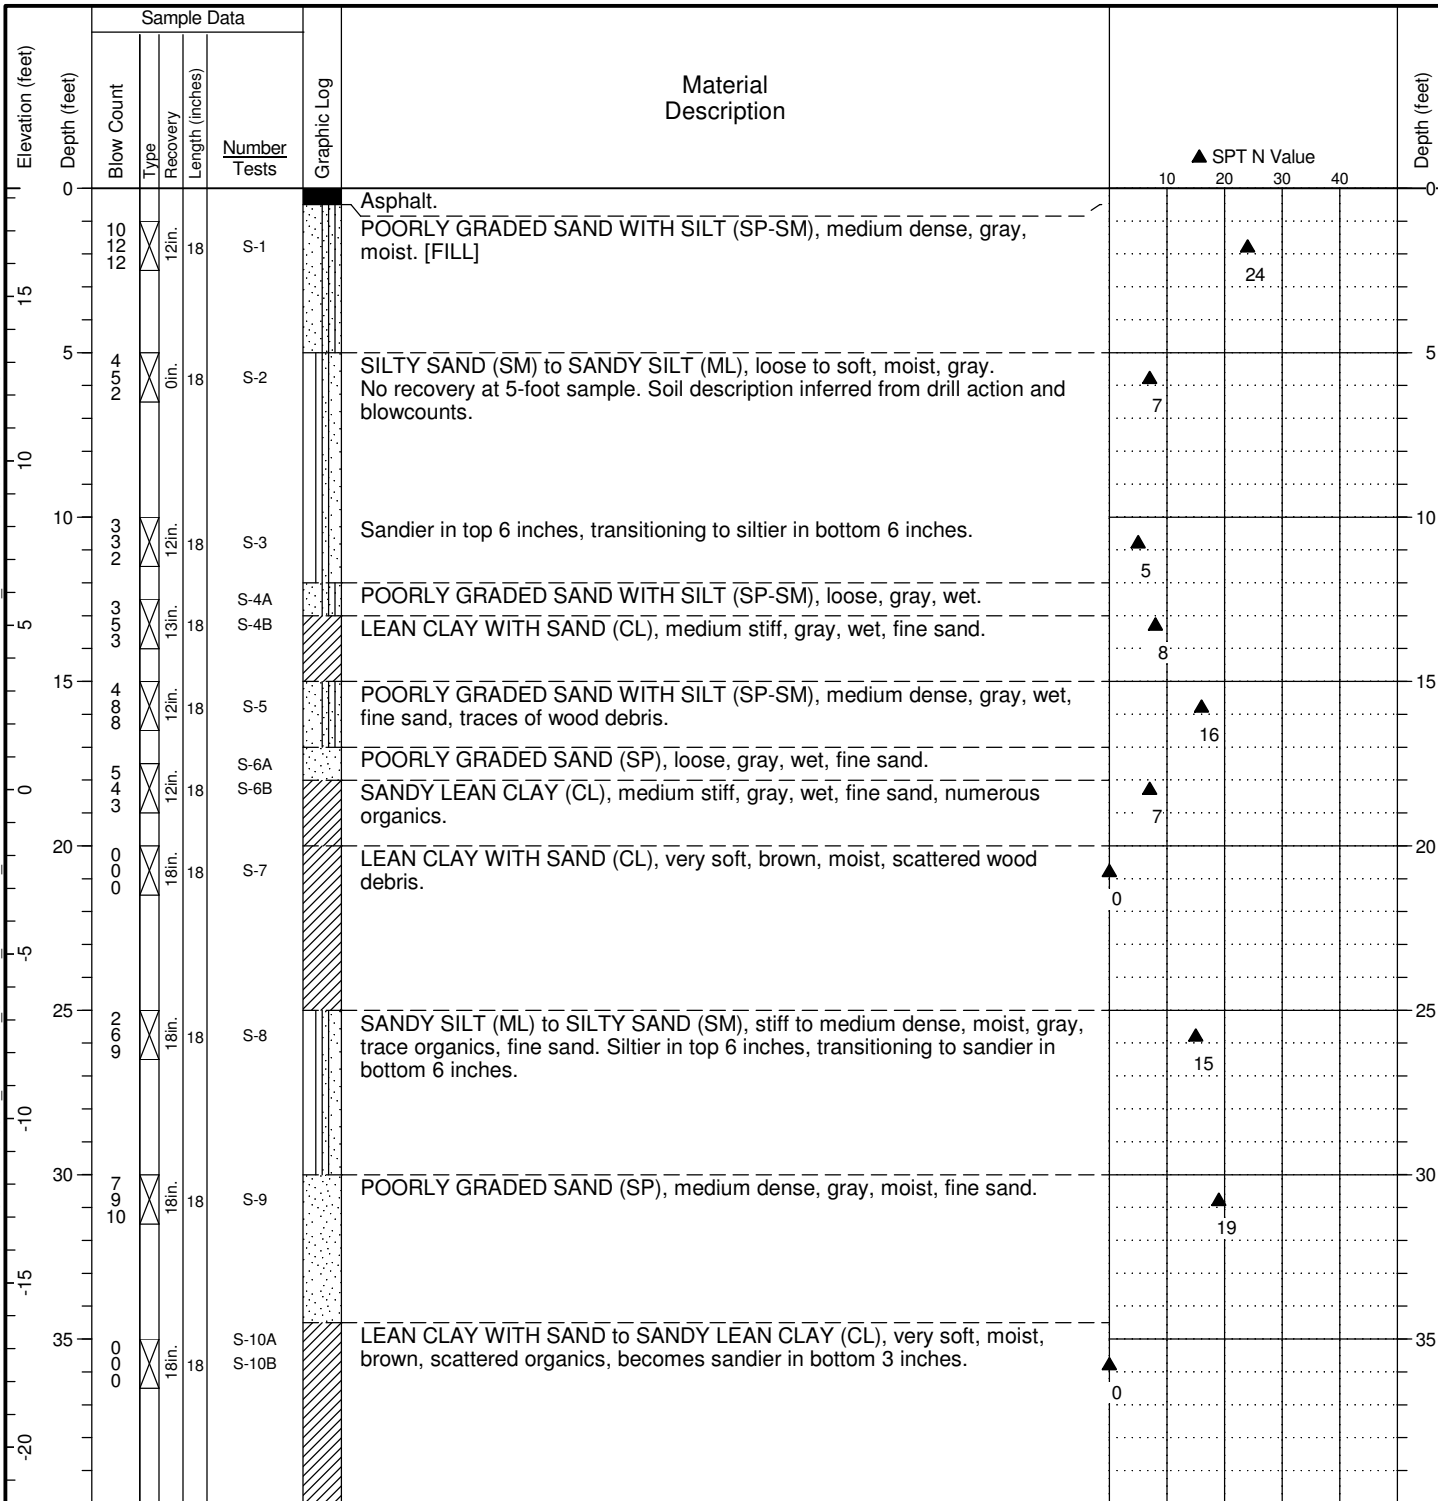 Sample Data
Elevation (feet)
Depth (feet)
Blow Count
Type
Recovery
Length (inches)
Number
Tests
Graphic Log
Material
Description
▲ SPT N Value
10 20 30 40
Depth (feet)
0
Asphalt.
0
POORLY GRADED SAND WITH SILT (SP-SM), medium dense, gray,
moist. [FILL]
10
12
12
12in.
18
S-1
24
15
5
SILTY SAND (SM) to SANDY SILT (ML), loose to soft, moist, gray.
No recovery at 5-foot sample. Soil description inferred from drill action and
blowcounts.
4
5
2
0in.
18
S-2
7
5
10
10
3
3
2
12in.
18
S-3
Sandier in top 6 inches, transitioning to siltier in bottom 6 inches.
5
10
POORLY GRADED SAND WITH SILT (SP-SM), loose, gray, wet.
5
3
5
3
13in.
18
S-4A
S-4B
LEAN CLAY WITH SAND (CL), medium stiff, gray, wet, fine sand.
8
15
4
8
8
12in.
18
S-5
POORLY GRADED SAND WITH SILT (SP-SM), medium dense, gray, wet,
fine sand, traces of wood debris.
16
15
POORLY GRADED SAND (SP), loose, gray, wet, fine sand.
0
5
4
3
12in.
18
S-6A
S-6B
SANDY LEAN CLAY (CL), medium stiff, gray, wet, fine sand, numerous
organics.
7
20
0
0
0
18in.
18
S-7
LEAN CLAY WITH SAND (CL), very soft, brown, moist, scattered wood
debris.
0
20
-5
25
2
6
9
18in.
18
S-8
SANDY SILT (ML) to SILTY SAND (SM), stiff to medium dense, moist, gray,
trace organics, fine sand. Siltier in top 6 inches, transitioning to sandier in
bottom 6 inches.
15
25
-10
30
7
9
10
18in.
18
S-9
POORLY GRADED SAND (SP), medium dense, gray, moist, fine sand.
19
30
-15
35
0
0
0
18in.
18
S-10A
S-10B
LEAN CLAY WITH SAND to SANDY LEAN CLAY (CL), very soft, moist,
brown, scattered organics, becomes sandier in bottom 3 inches.
0
35
-20